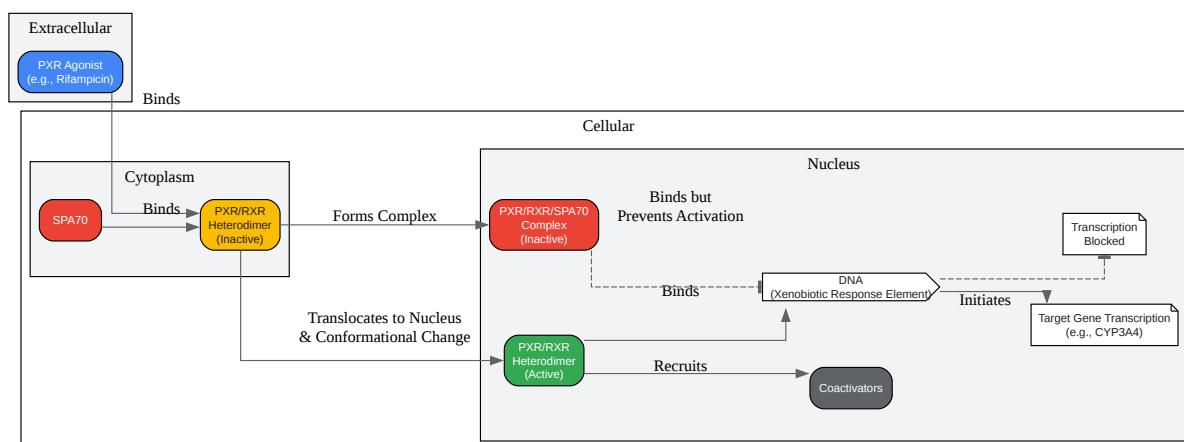 Extracellular
PXR Agonist
(e.g., Rifampicin)
Binds
Cellular
Cytoplasm
SPA70
Binds
PXR/RXR
Heterodimer
(Inactive)
Forms Complex
Translocates to Nucleus
& Conformational Change
Nucleus
PXR/RXR/SPA70
Complex
(Inactive)
Binds but
Prevents Activation
Binds
DNA
(Xenobiotic Response Element)
Transcription
Blocked
Initiates
Target Gene Transcription
(e.g., CYP3A4)
PXR/RXR
Heterodimer
(Active)
Recruits
Coactivators